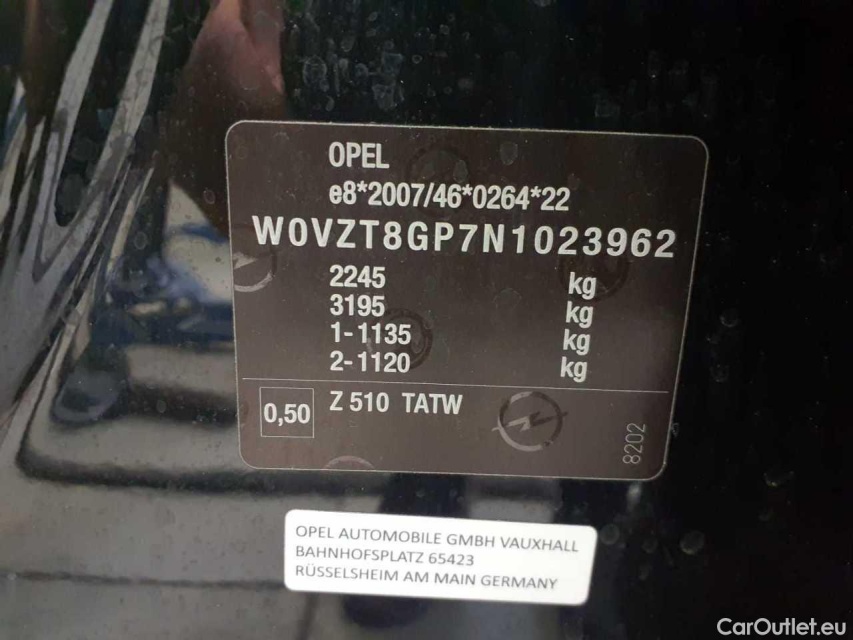 OPEL
e8*2007/46*0264*22
W0VZT8GP7N1023962
2245 kg
3195 kg
1-1135 kg
2-1120 kg
0,50 Z 510 TATW
8202
OPEL AUTOMOBILE GMBH VAUXHALL
BAHNHOFSPLATZ 65423
RÜSSELSHEIM AM MAIN GERMANY
CarOutlet.eu